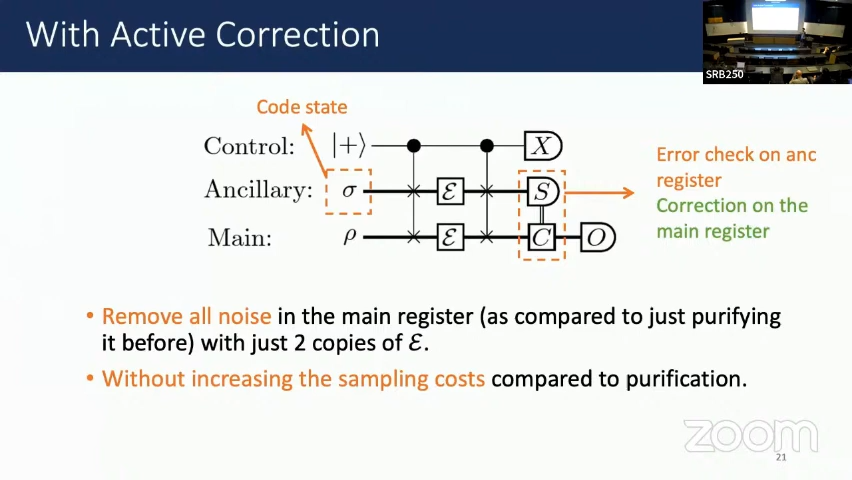 With Active Correction
SRB250
Code state
Control: |+⟩ X
Ancillary: σ ℰ S
Main: ρ ℰ C O
Error check on anc
register
Correction on the
main register
• Remove all noise in the main register (as compared to just purifying
it before) with just 2 copies of ℰ.
• Without increasing the sampling costs compared to purification.
zoom
21